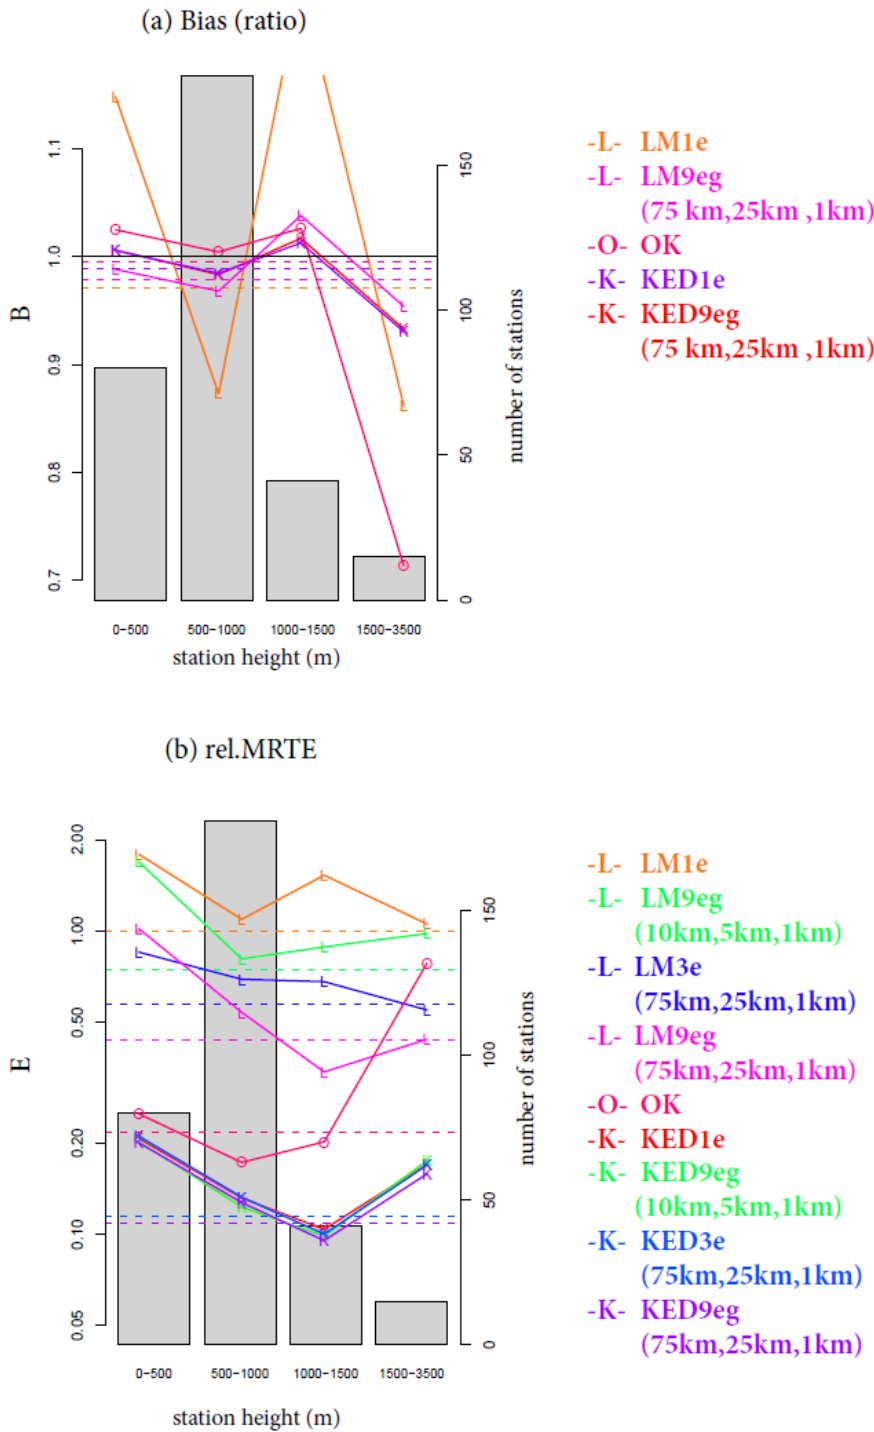 (a) Bias (ratio)
1.1
1.0
0.9
0.8
0.7
B
150
100
50
0
number of stations
0-500 500-1000 1000-1500 1500-3500
station height (m)
-L- LM1e
-L- LM9eg
(75 km,25km ,1km)
-O- OK
-K- KED1e
-K- KED9eg
(75 km,25km ,1km)
(b) rel.MRTE
2.00
1.00
0.50
0.20
0.10
0.05
E
150
100
50
0
number of stations
0-500 500-1000 1000-1500 1500-3500
station height (m)
-L- LM1e
-L- LM9eg
(10km,5km,1km)
-L- LM3e
(75km,25km,1km)
-L- LM9eg
(75km,25km,1km)
-O- OK
-K- KED1e
-K- KED9eg
(10km,5km,1km)
-K- KED3e
(75km,25km,1km)
-K- KED9eg
(75km,25km,1km)